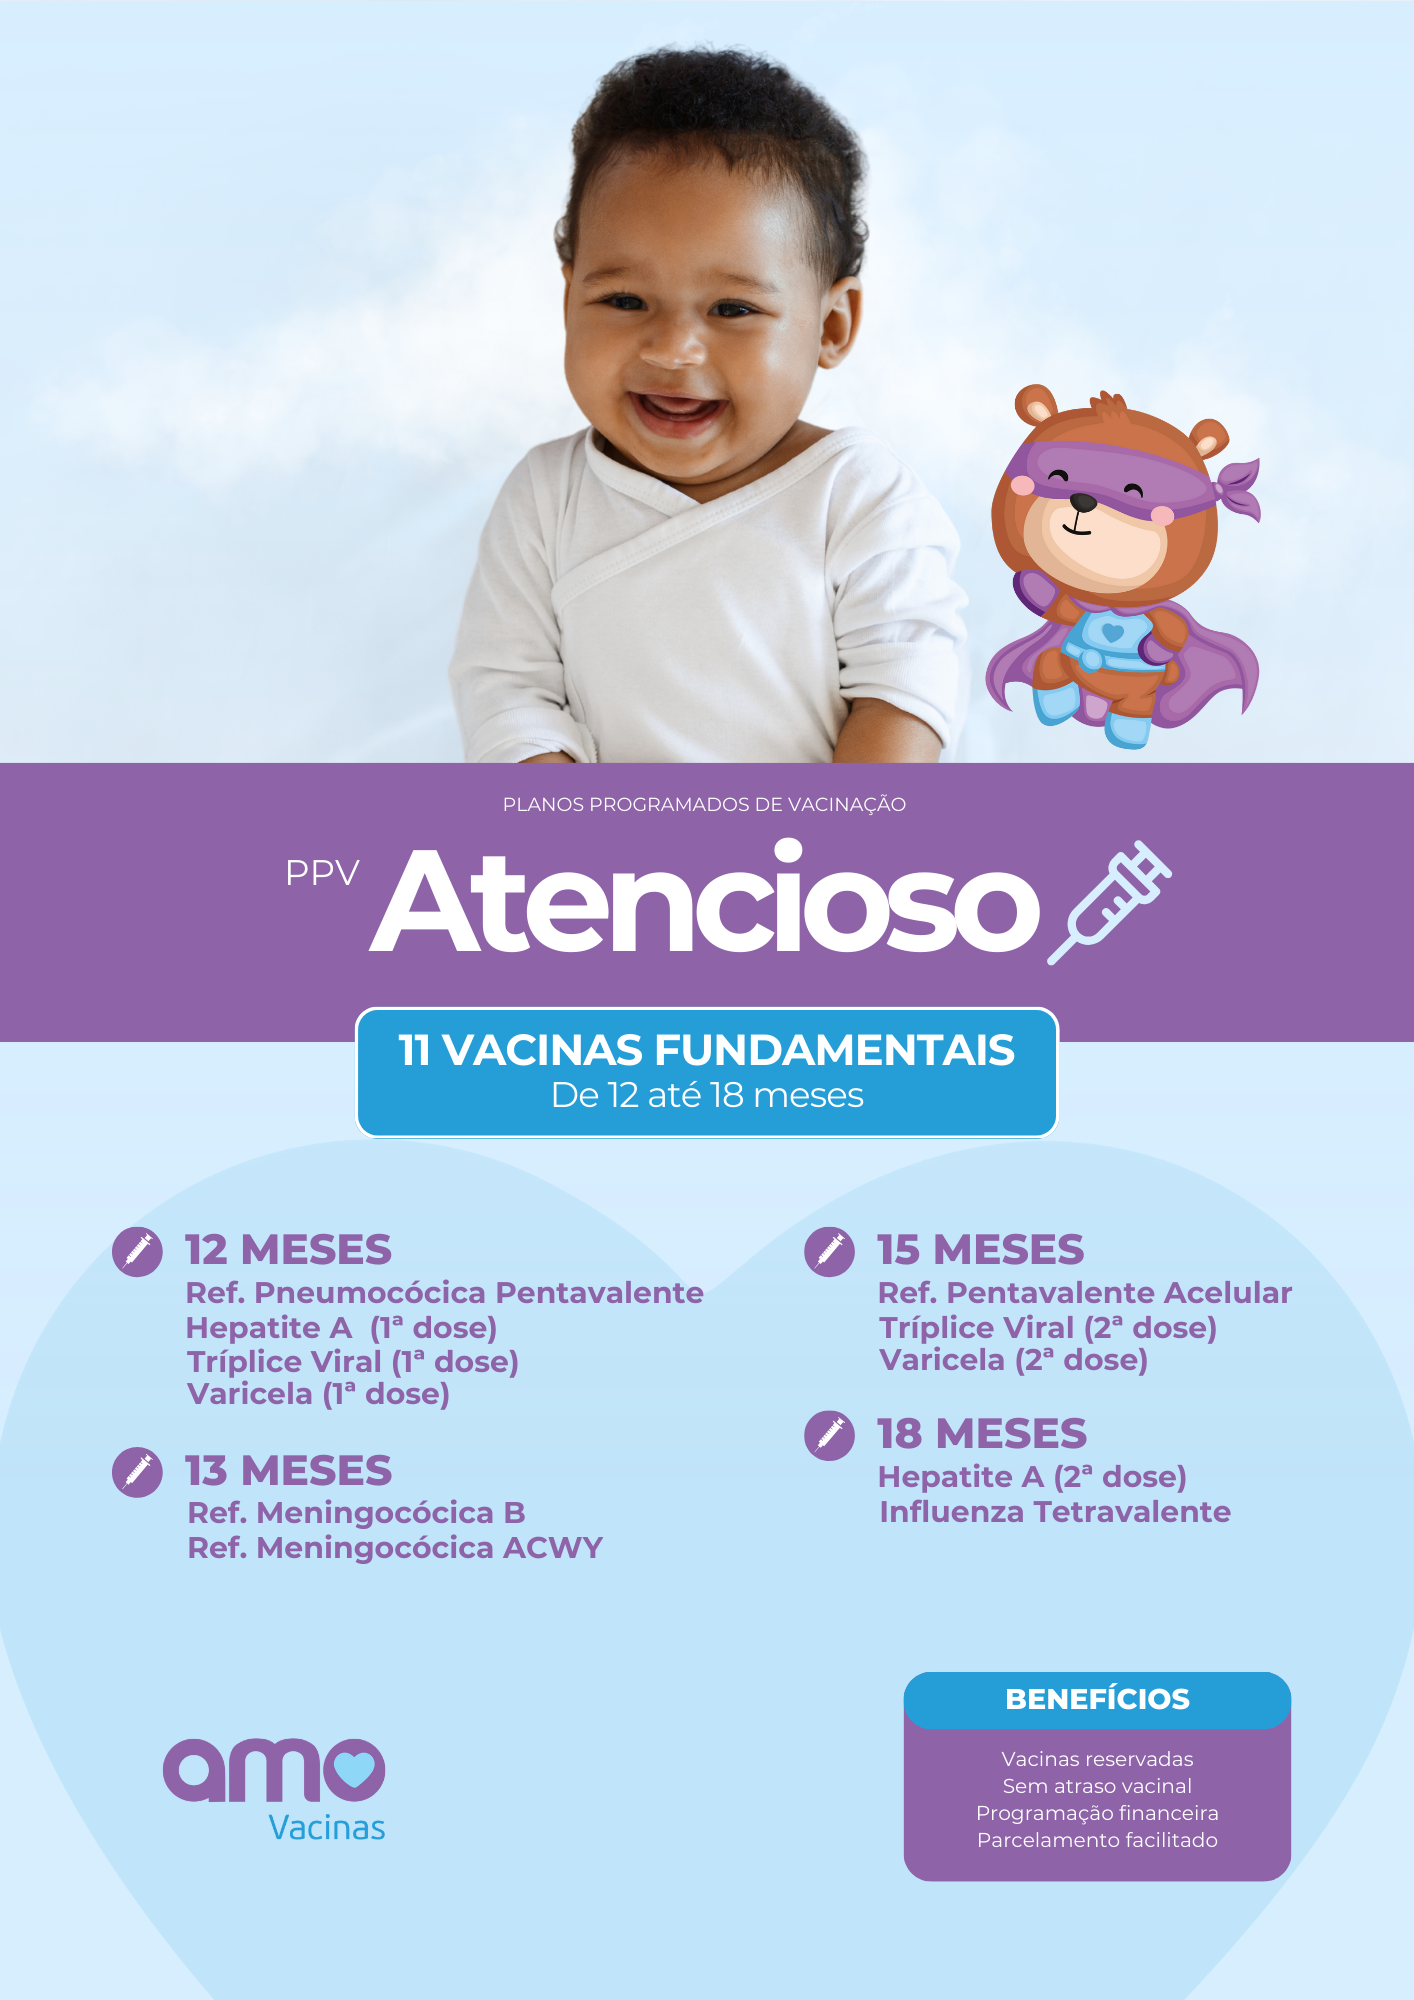 PLANOS PROGRAMADOS DE VACINAÇÃO
PPV Atencioso
11 VACINAS FUNDAMENTAIS
De 12 até 18 meses
12 MESES
Ref. Pneumocócica Pentavalente
Hepatite A (1ª dose)
Tríplice Viral (1ª dose)
Varicela (1ª dose)
13 MESES
Ref. Meningocócica B
Ref. Meningocócica ACWY
15 MESES
Ref. Pentavalente Acelular
Tríplice Viral (2ª dose)
Varicela (2ª dose)
18 MESES
Hepatite A (2ª dose)
Influenza Tetravalente
BENEFÍCIOS
Vacinas reservadas
Sem atraso vacinal
Programação financeira
Parcelamento facilitado
amo
Vacinas